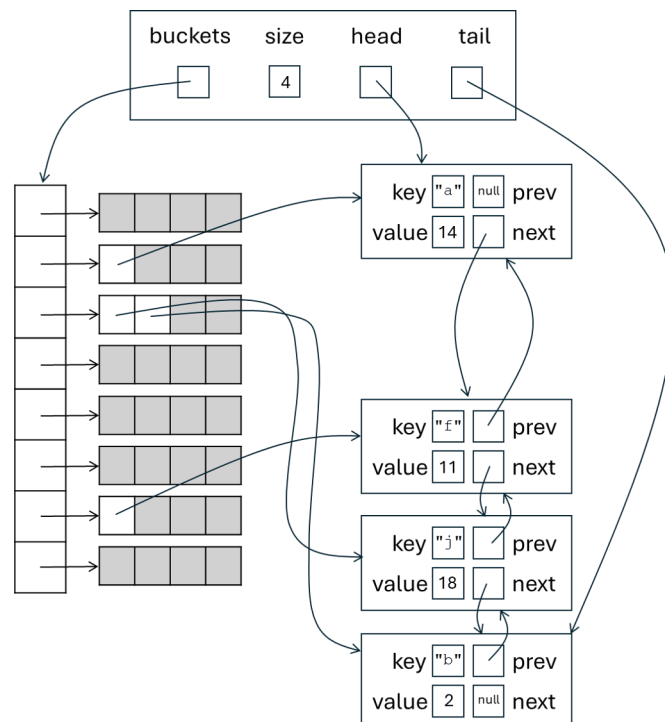 buckets size head tail
4
key "a" null prev
value 14 next
key "f" prev
value 11 next
key "j" prev
value 18 next
key "b" prev
value 2 null next